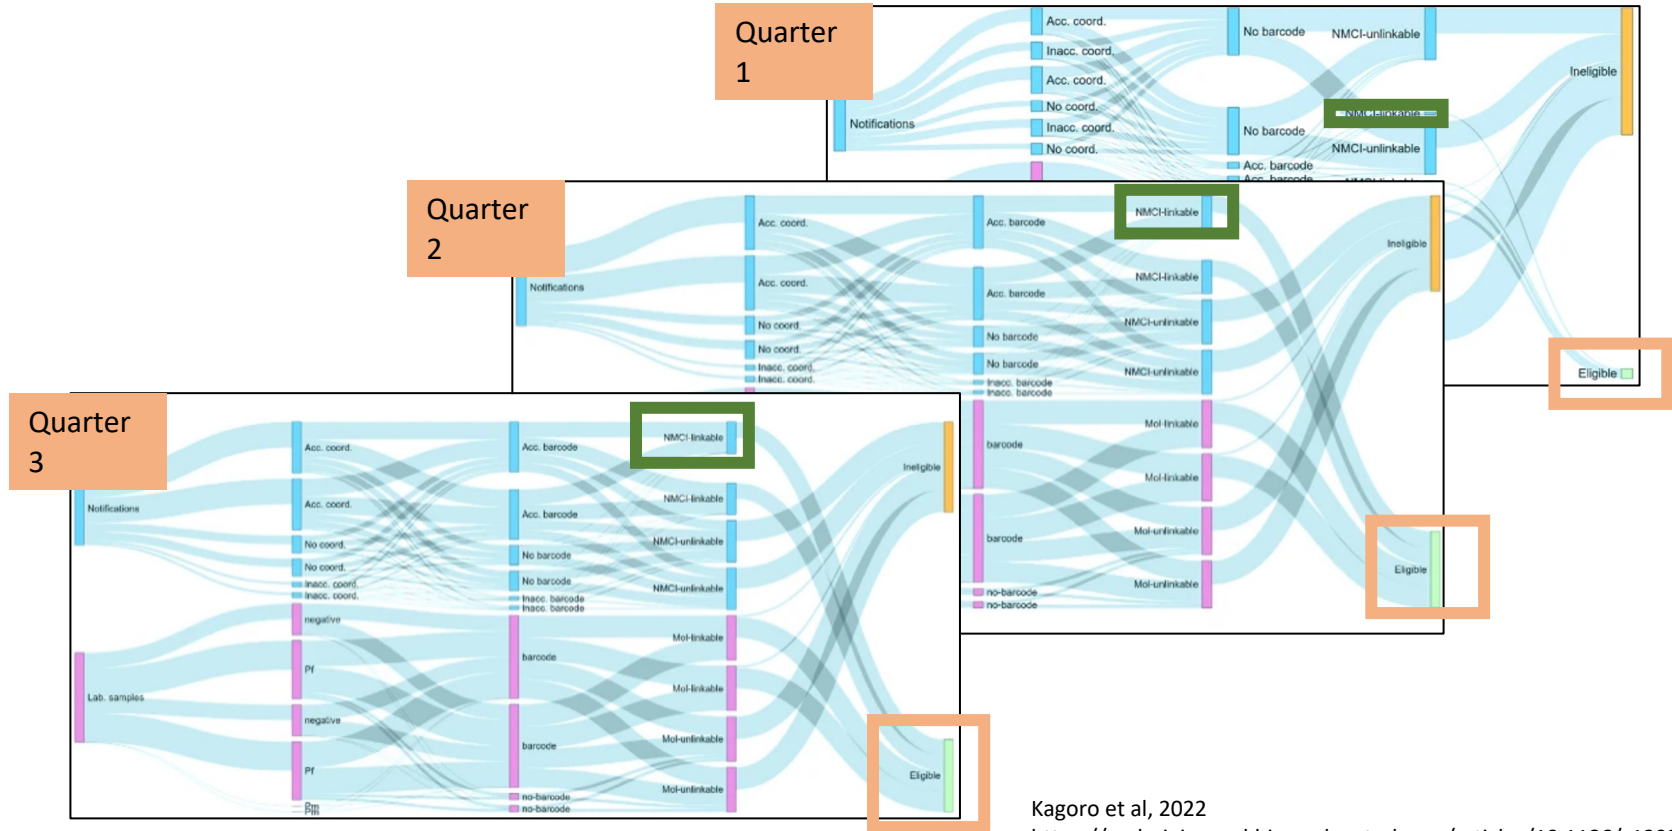 Quarter
1
Acc. coord.
Inacc. coord.
Acc. coord.
No coord.
Inacc. coord.
No coord.
Notifications
No barcode
No barcode
Acc. barcode
Acc. barcode
NMCI-unlinkable
NMCI-linkable
NMCI-unlinkable
Ineligible
Eligible
Quarter
2
Notifications
Acc. coord.
Acc. coord.
No coord.
No coord.
Inacc. coord.
Inacc. coord.
Acc. barcode
Acc. barcode
No barcode
No barcode
Inacc. barcode
Inacc. barcode
barcode
barcode
no-barcode
no-barcode
NMCI-linkable
NMCI-linkable
NMCI-unlinkable
NMCI-unlinkable
Mol-linkable
Mol-linkable
Mol-unlinkable
Mol-unlinkable
Ineligible
Eligible
Quarter
3
Notifications
Lab. samples
Acc. coord.
Acc. coord.
No coord.
No coord.
Inacc. coord.
Inacc. coord.
negative
Pf
negative
Pf
Pm
Pm
Acc. barcode
Acc. barcode
No barcode
No barcode
Inacc. barcode
Inacc. barcode
barcode
barcode
no-barcode
no-barcode
NMCI-linkable
NMCI-linkable
NMCI-unlinkable
NMCI-unlinkable
Mol-linkable
Mol-linkable
Mol-unlinkable
Mol-unlinkable
Ineligible
Eligible
Kagoro et al, 2022